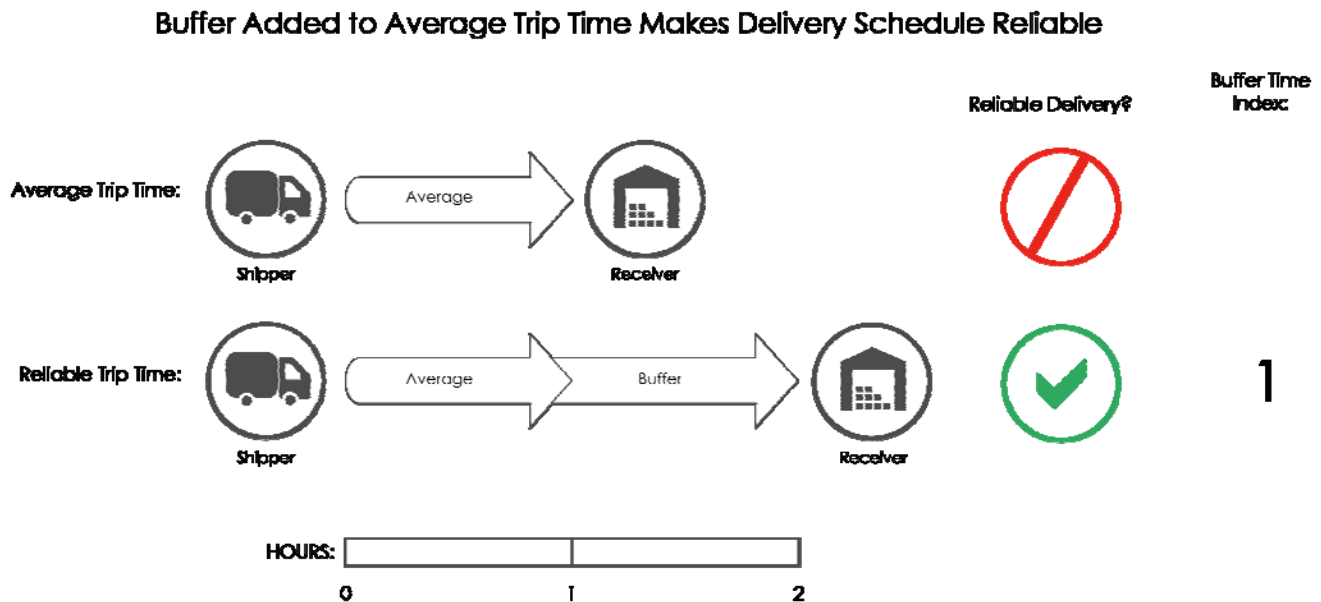 Buffer Added to Average Trip Time Makes Delivery Schedule Reliable
Buffer Time
Index:
Reliable Delivery?
Average Trip Time:
Average
Shipper
Receiver
Reliable Trip Time:
Average
Buffer
1
Shipper
Receiver
HOURS:
0
1
2